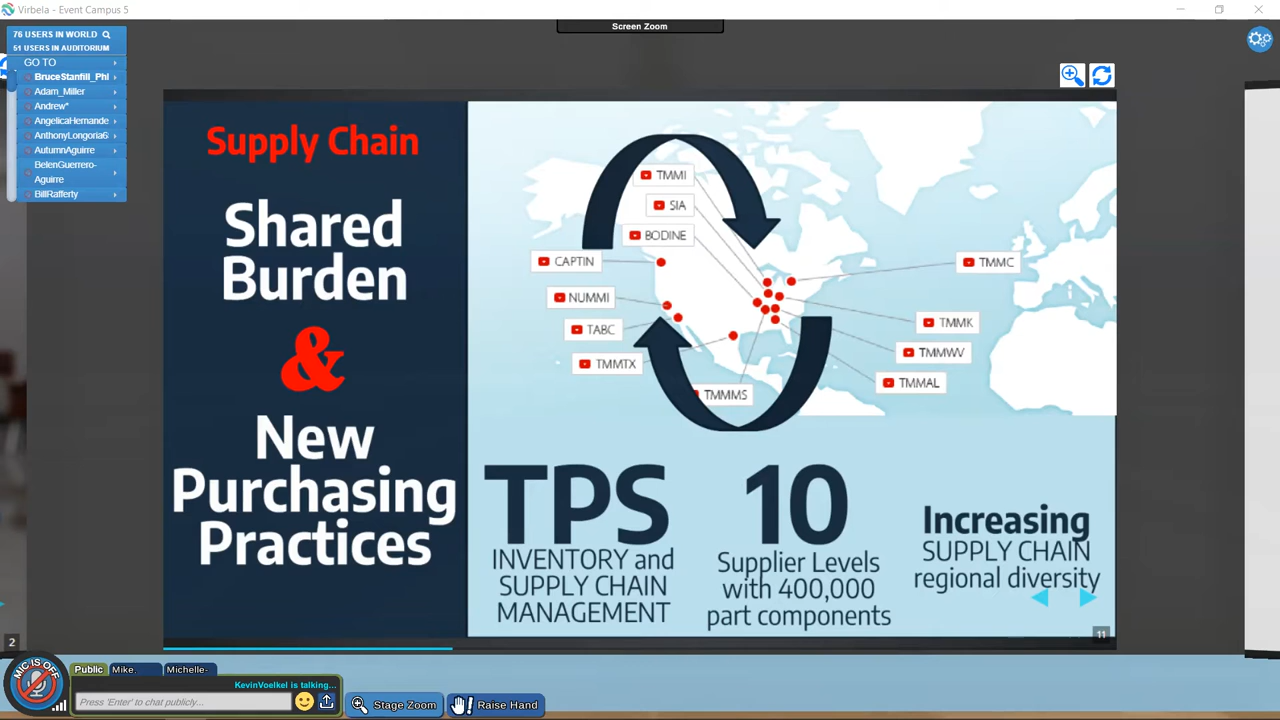 Virbela - Event Campus 5
Screen Zoom
76 USERS IN WORLD
51 USERS IN AUDITORIUM
GO TO
BruceStanfill_Phi
Adam_Miller
Andrew*
AngelicaHernande
AnthonyLongoria6
AutumnAguirre
BelenGuerrero-
Aguirre
BillRafferty
Supply Chain
Shared
Burden
&
New
Purchasing
Practices
TMMI
SIA
BODINE
CAPTIN
NUMMI
TABC
TMMTX
TMMMS
TMMC
TMMK
TMMWV
TMMAL
TPS
INVENTORY and
SUPPLY CHAIN
MANAGEMENT
10
Supplier Levels
with 400,000
part components
Increasing
SUPPLY CHAIN
regional diversity
11
2
MIC IS OFF
Public
Mike.
Michelle-
KevinVoelkel is talking...
Press 'Enter' to chat publicly...
Stage Zoom
Raise Hand